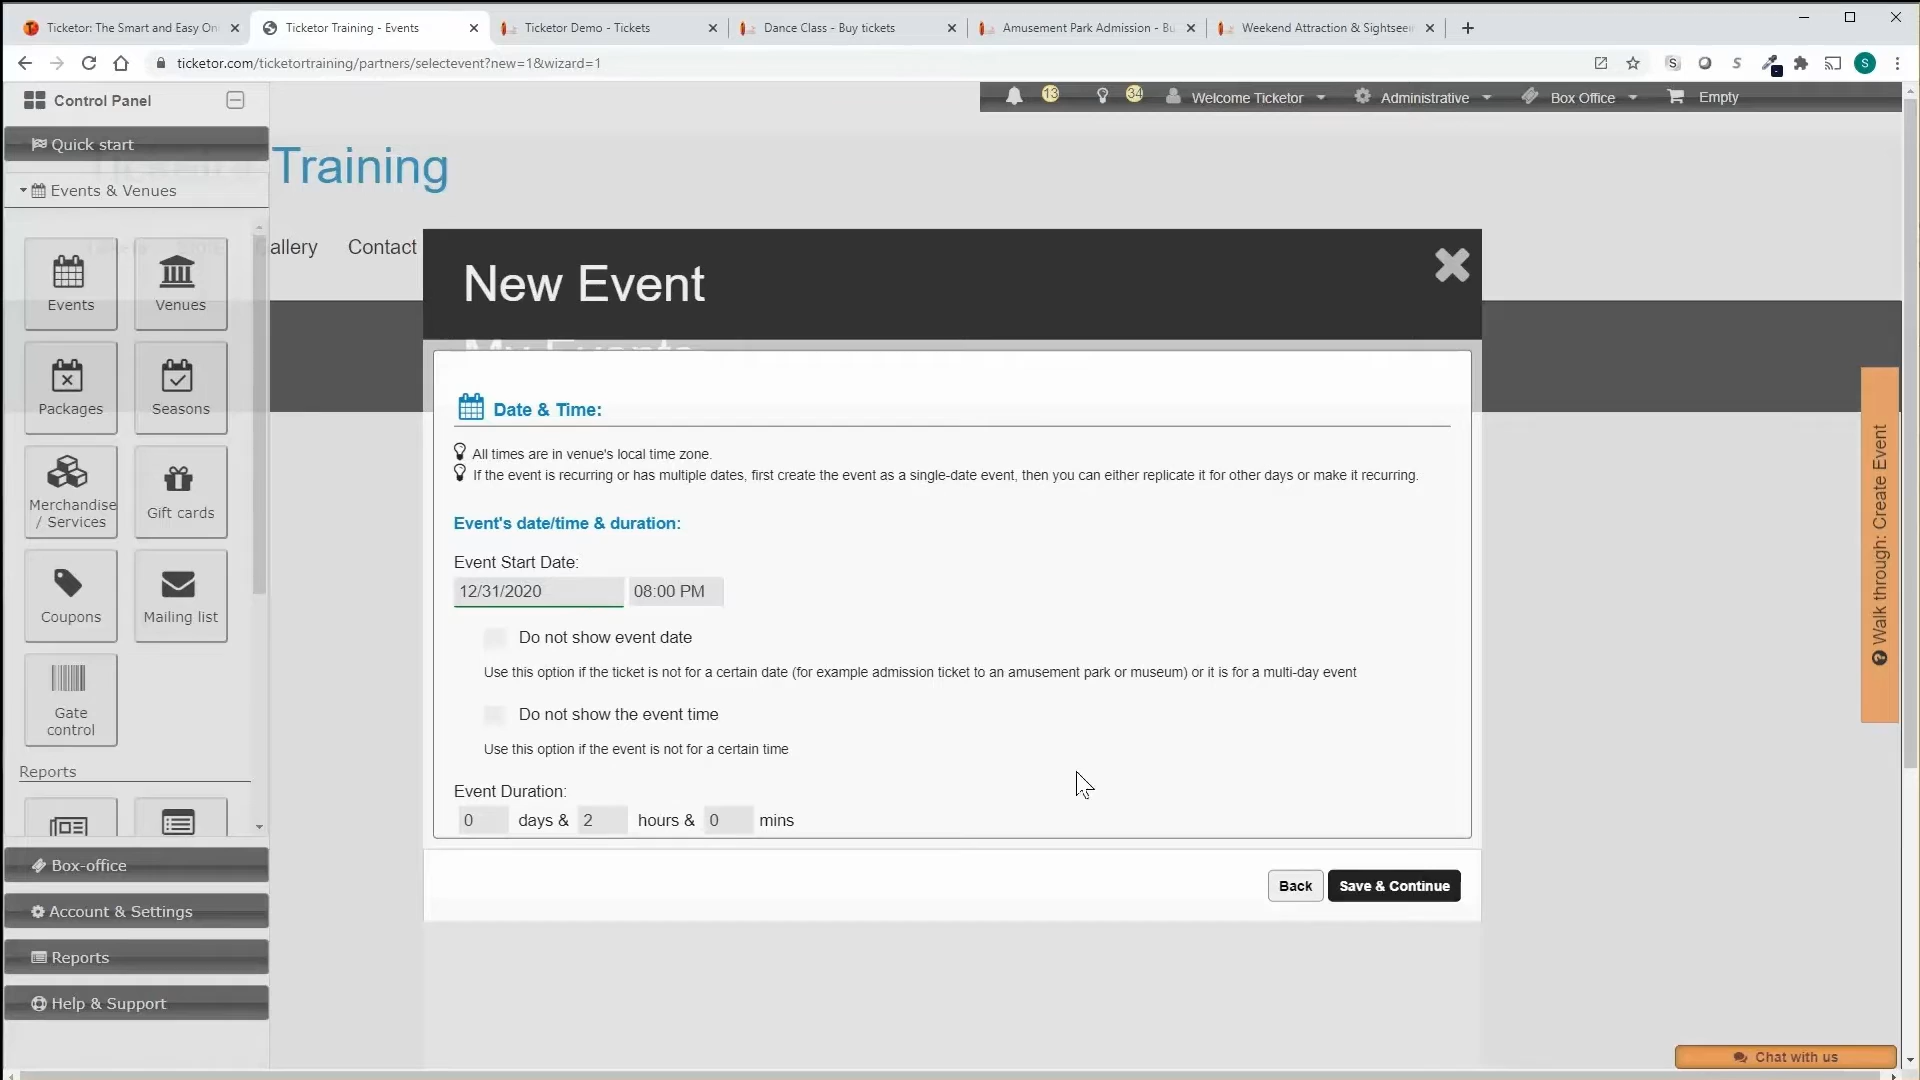 Ticketor: The Smart and Easy On
Ticketor Training - Events
Ticketor Demo - Tickets
Dance Class - Buy tickets
Amusement Park Admission - Bu
Weekend Attraction & Sightseein
ticketor.com/ticketortraining/partners/selectevent?new=1&wizard=1
S
S
S
Control Panel
13
34
Welcome Ticketor
Administrative
Box Office
Empty
Quick start
Training
Events & Venues
allery
Contact
Events
Venues
Packages
Seasons
Merchandise
/ Services
Gift cards
Coupons
Mailing list
Gate
control
Reports
Box-office
Account & Settings
Reports
Help & Support
New Event
My Events
Date & Time:
All times are in venue's local time zone.
If the event is recurring or has multiple dates, first create the event as a single-date event, then you can either replicate it for other days or make it recurring.
Event's date/time & duration:
Event Start Date:
12/31/2020 08:00 PM
Do not show event date
Use this option if the ticket is not for a certain date (for example admission ticket to an amusement park or museum) or it is for a multi-day event
Do not show the event time
Use this option if the event is not for a certain time
Event Duration:
0 days & 2 hours & 0 mins
Back
Save & Continue
Walk through: Create Event
Chat with us